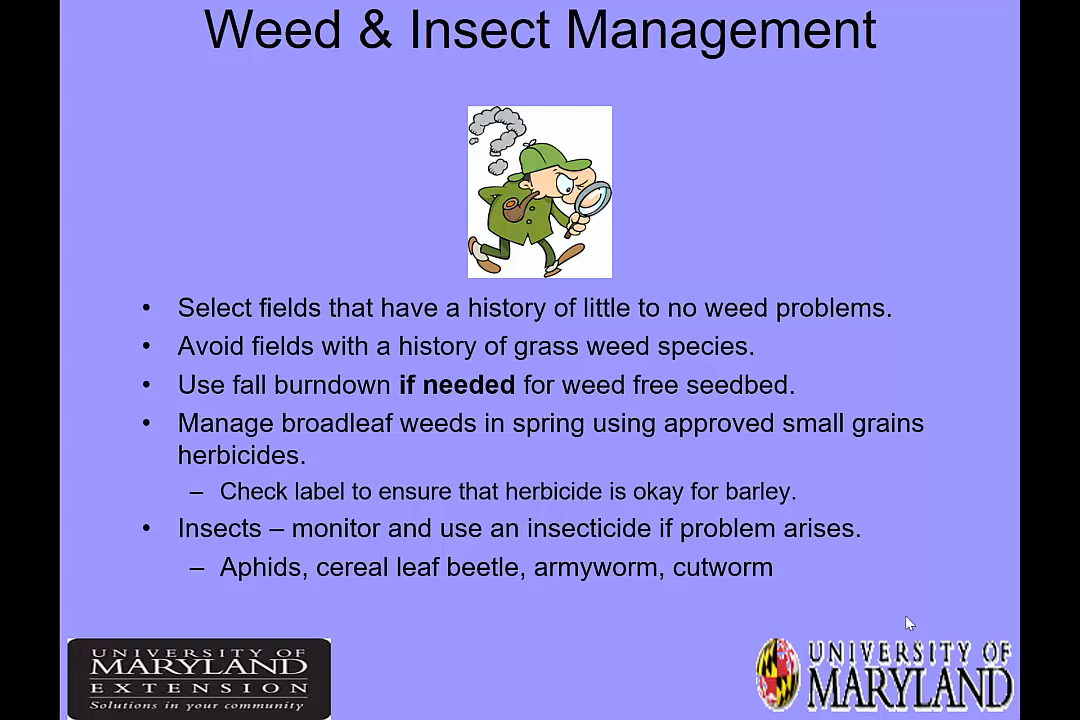 Weed & Insect Management
• Select fields that have a history of little to no weed problems.
• Avoid fields with a history of grass weed species.
• Use fall burndown if needed for weed free seedbed.
• Manage broadleaf weeds in spring using approved small grains
herbicides.
– Check label to ensure that herbicide is okay for barley.
• Insects – monitor and use an insecticide if problem arises.
– Aphids, cereal leaf beetle, armyworm, cutworm
UNIVERSITY OF
MARYLAND
EXTENSION
Solutions in your community
UNIVERSITY OF
MARYLAND